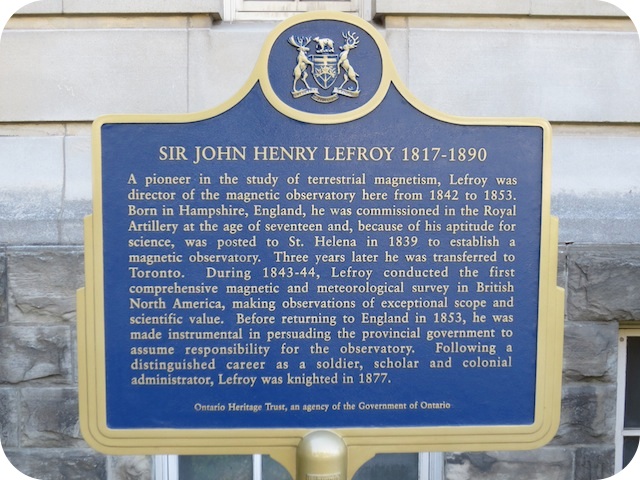 SIR JOHN HENRY LEFROY 1817-1890
A pioneer in the study of terrestrial magnetism, Lefroy was
director of the magnetic observatory here from 1842 to 1853.
Born in Hampshire, England, he was commissioned in the Royal
Artillery at the age of seventeen and, because of his aptitude for
science, was posted to St. Helena in 1839 to establish a
magnetic observatory. Three years later he was transferred to
Toronto. During 1843-44, Lefroy conducted the first
comprehensive magnetic and meteorological survey in British
North America, making observations of exceptional scope and
scientific value. Before returning to England in 1853, he was
made instrumental in persuading the provincial government to
assume responsibility for the observatory. Following a
distinguished career as a soldier, scholar and colonial
administrator, Lefroy was knighted in 1877.
Ontario Heritage Trust, an agency of the Government of Ontario